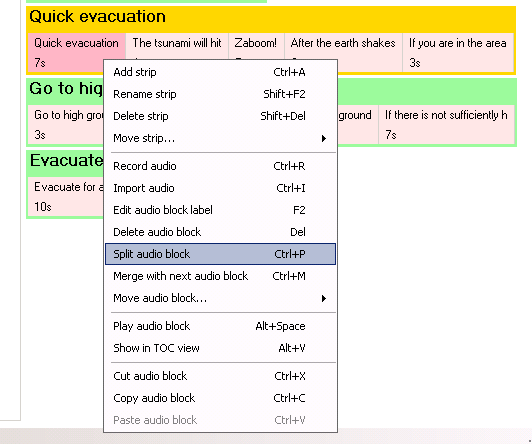 Quick evacuation
Quick evacuation The tsunami will hit Zaboom! After the earth shakes If you are in the area
7s 3s 3s
Add strip Ctrl+A
Rename strip Shift+F2
Go to hig
Delete strip Shift+Del
Go to high grou ground If there is not sufficiently h
3s 7s
Move strip...
Evacuate
Record audio Ctrl+R
Evacuate for a
Import audio Ctrl+I
10s
Edit audio block label F2
Delete audio block Del
Split audio block Ctrl+P
Merge with next audio block Ctrl+M
Move audio block...
Play audio block Alt+Space
Show in TOC view Alt+V
Cut audio block Ctrl+X
Copy audio block Ctrl+C
Paste audio block Ctrl+V